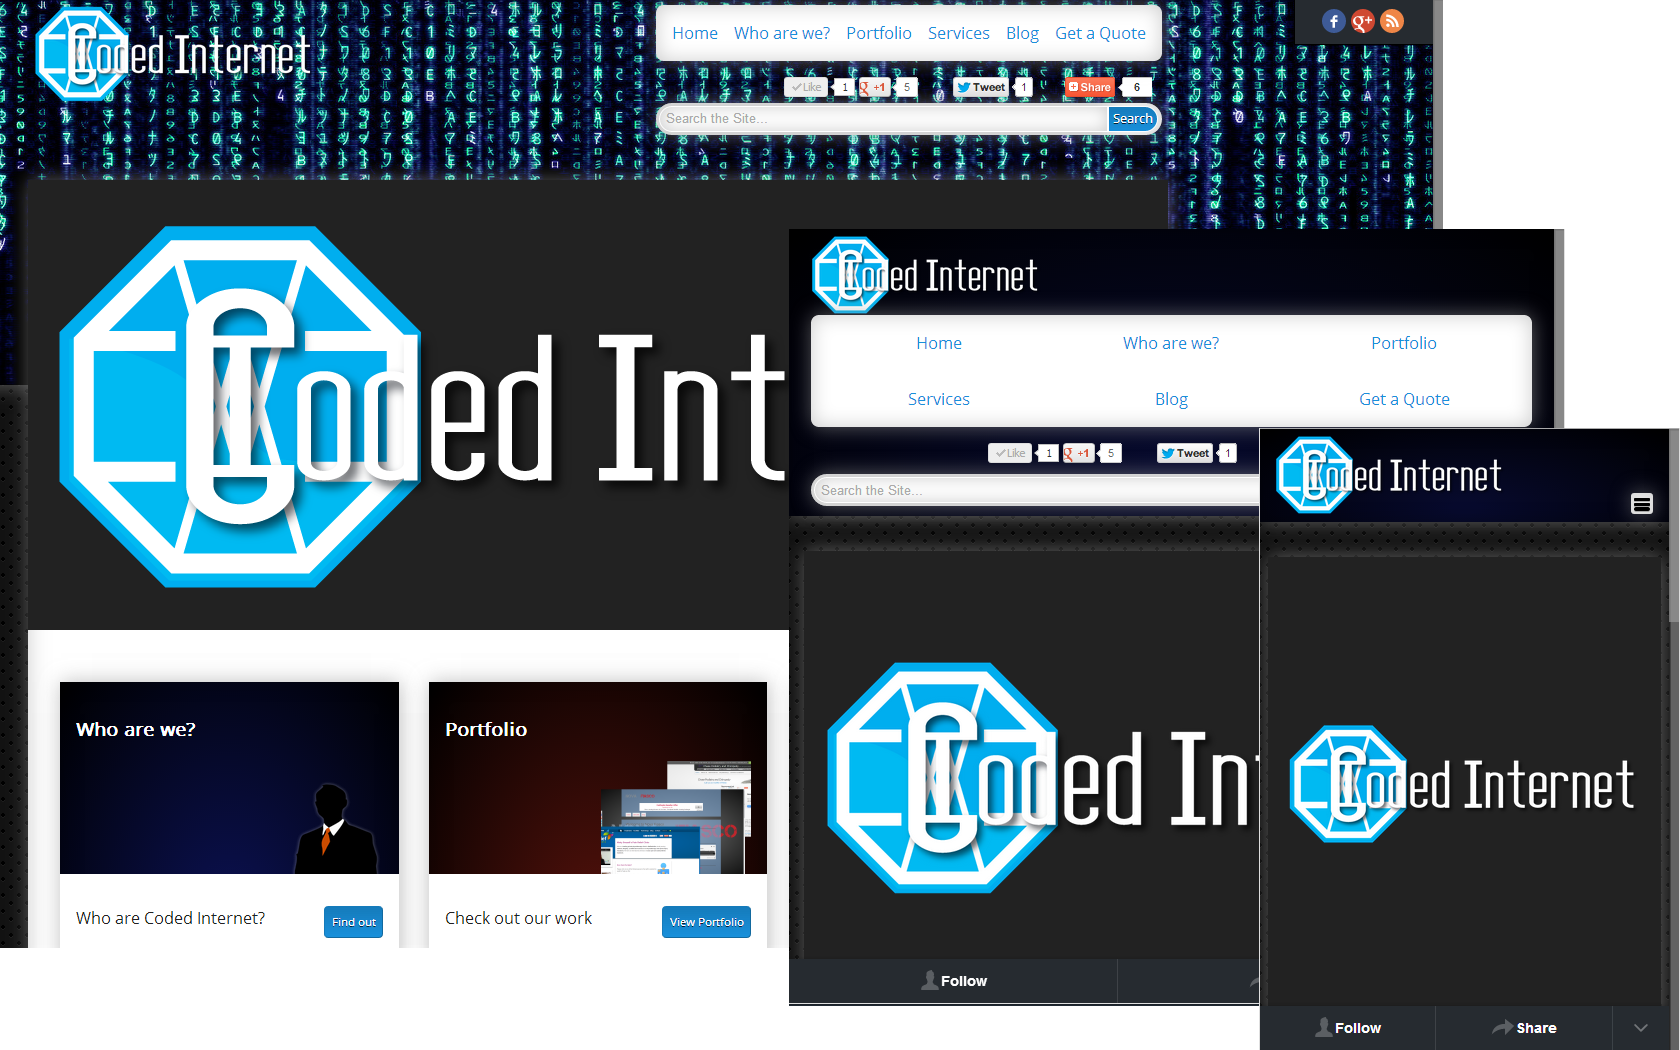 Coded Internet
Home Who are we? Portfolio Services Blog Get a Quote
Like 1 +1 5 Tweet 1 Share 6
Search the Site... Search
Coded Int
Who are we?
Portfolio
Who are Coded Internet? Find out
Check out our work View Portfolio
Coded Internet
Home Who are we? Portfolio
Services Blog Get a Quote
Like 1 +1 5 Tweet 1
Search the Site...
Coded In
Follow
Coded Internet
Coded Internet
Follow Share